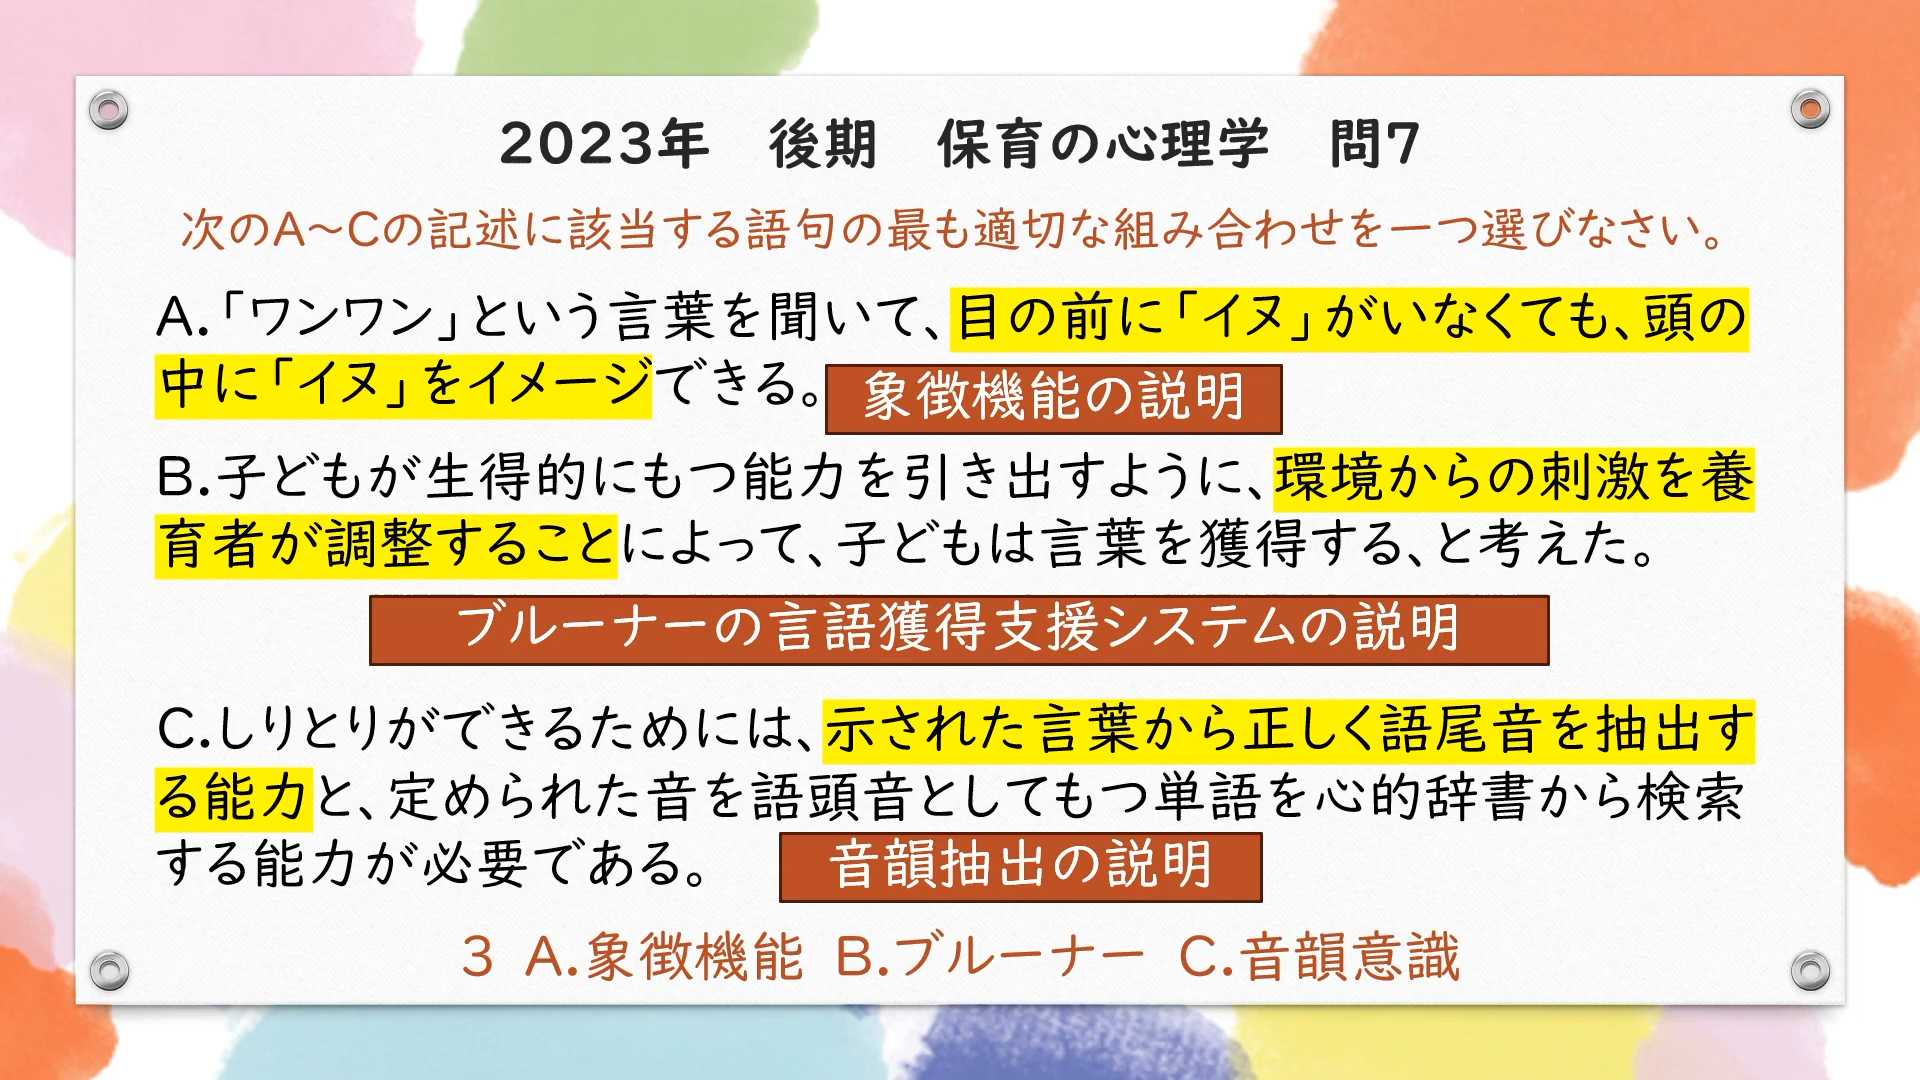 2023年　後期　保育の心理学　問7
次のA～Cの記述に該当する語句の最も適切な組み合わせを一つ選びなさい。
A.「ワンワン」という言葉を聞いて、目の前に「イヌ」がいなくても、頭の
中に「イヌ」をイメージできる。 象徴機能の説明
B.子どもが生得的にもつ能力を引き出すように、環境からの刺激を養
育者が調整することによって、子どもは言葉を獲得する、と考えた。
ブルーナーの言語獲得支援システムの説明
C.しりとりができるためには、示された言葉から正しく語尾音を抽出す
る能力と、定められた音を語頭音としてもつ単語を心的辞書から検索
する能力が必要である。 音韻抽出の説明
3 A.象徴機能 B.ブルーナー C.音韻意識